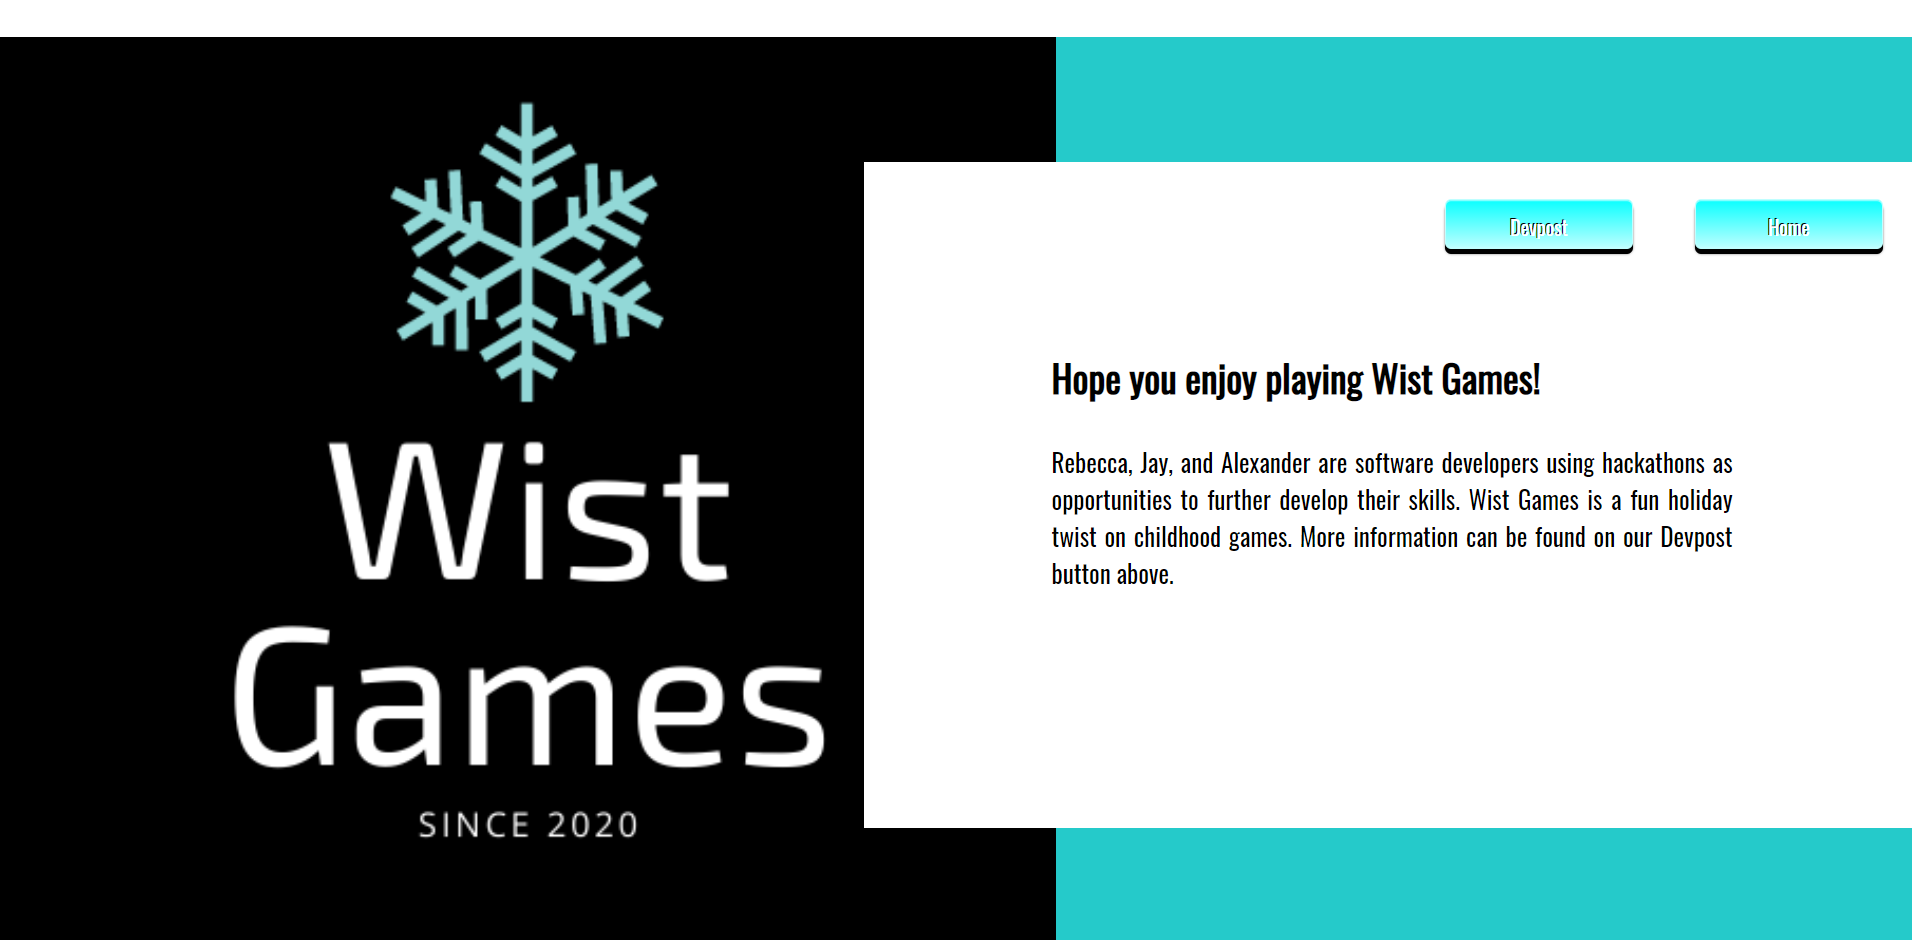 Wist
Games
SINCE 2020
Devpost
Home
Hope you enjoy playing Wist Games!
Rebecca, Jay, and Alexander are software developers using hackathons as
opportunities to further develop their skills. Wist Games is a fun holiday
twist on childhood games. More information can be found on our Devpost
button above.